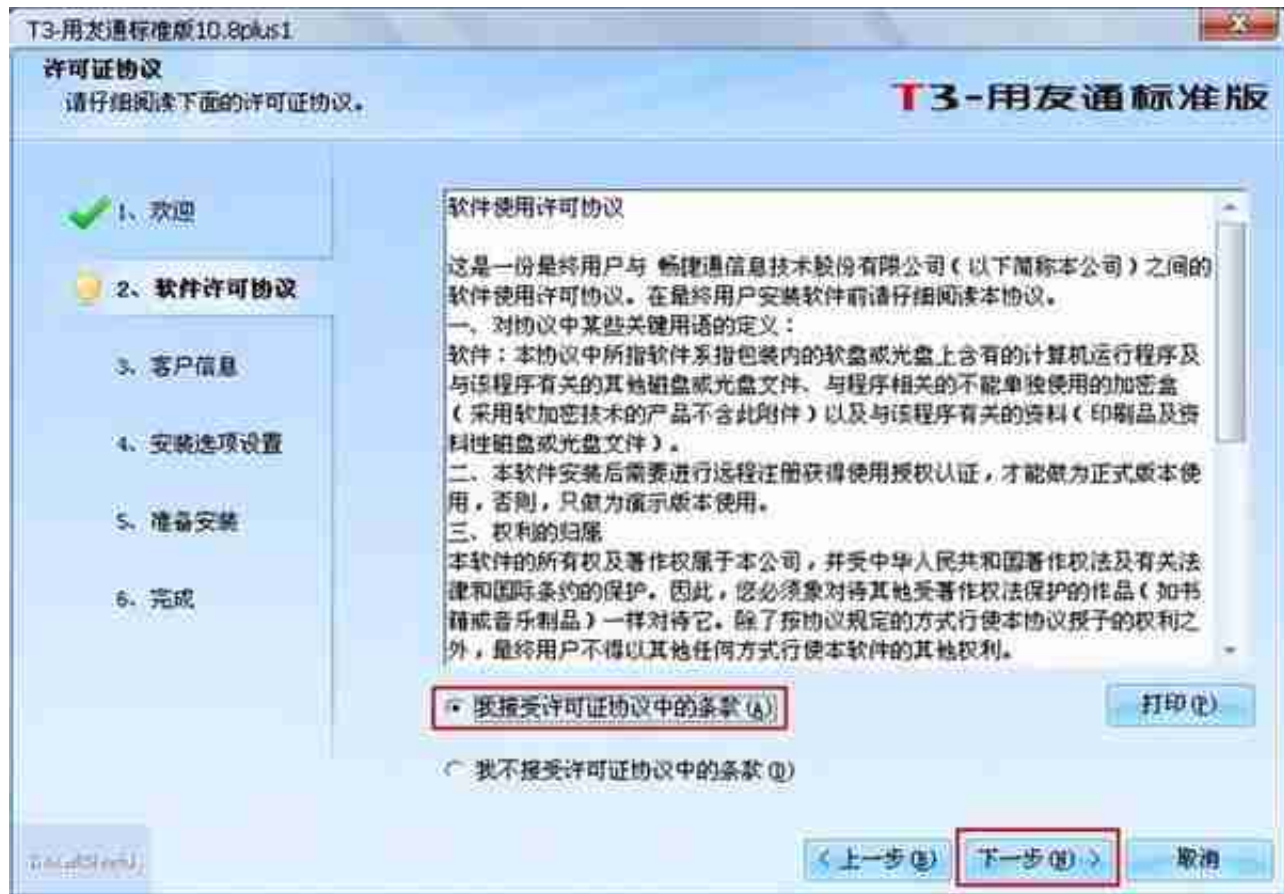 T3-用友通标准版10.8plus1
许可证协议
请仔细阅读下面的许可证协议。
T3-用友通标准版
1、欢迎
2、软件许可协议
3、客户信息
4、安装选项设置
5、准备安装
6、完成
软件使用许可协议
这是一份最终用户与 畅捷通信息技术股份有限公司(以下简称本公司)之间的
软件使用许可协议。在最终用户安装软件前请仔细阅读本协议。
一、对协议中某些关键用语的定义:
软件:本协议中所指软件系指包装内的软盘或光盘上含有的计算机运行程序及
与该程序有关的其他磁盘或光盘文件、与程序相关的不能单独使用的加密盒
(采用软加密技术的产品不含此附件)以及与该程序有关的资料(印刷品及资
料性磁盘或光盘文件)。
二、本软件安装后需要进行远程注册获得使用授权认证,才能做为正式版本使
用,否则,只做为演示版本使用。
三、权利的归属
本软件的所有权及著作权属于本公司,并受中华人民共和国著作权法及有关法
律和国际条约的保护。因此,您必须象对待其他受著作权法保护的作品(如书
籍或音乐制品)一样对待它。除了按协议规定的方式行使本协议授予的权利之
外,最终用户不得以其他任何方式行使本软件的其他权利。
我接受许可证协议中的条款(A)
打印(P)
我不接受许可证协议中的条款(D)
InstallShield
<上一步(B)
下一步(N)>
取消